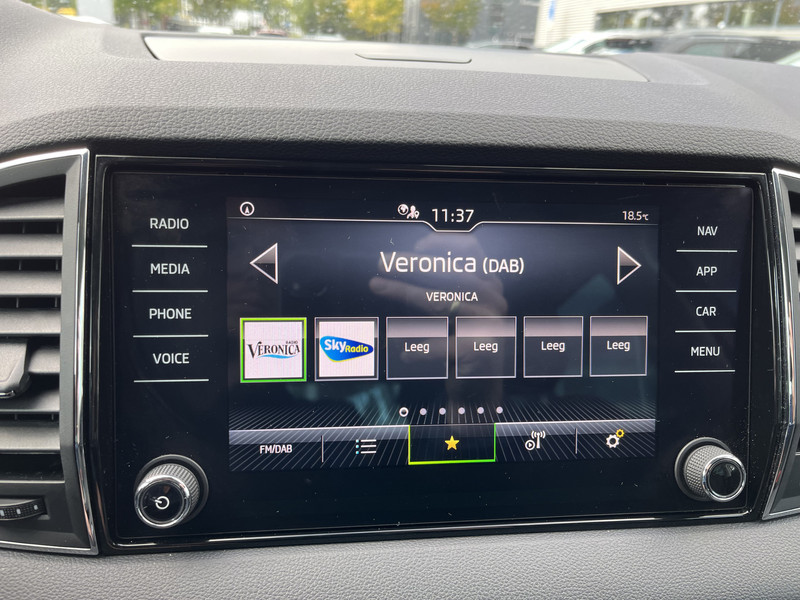 11:37
18.5°C
RADIO
MEDIA
PHONE
VOICE
Veronica (DAB)
VERONICA
RADIO
VERONICA
Sky Radio
Leeg
Leeg
Leeg
Leeg
FM/DAB
NAV
APP
CAR
MENU